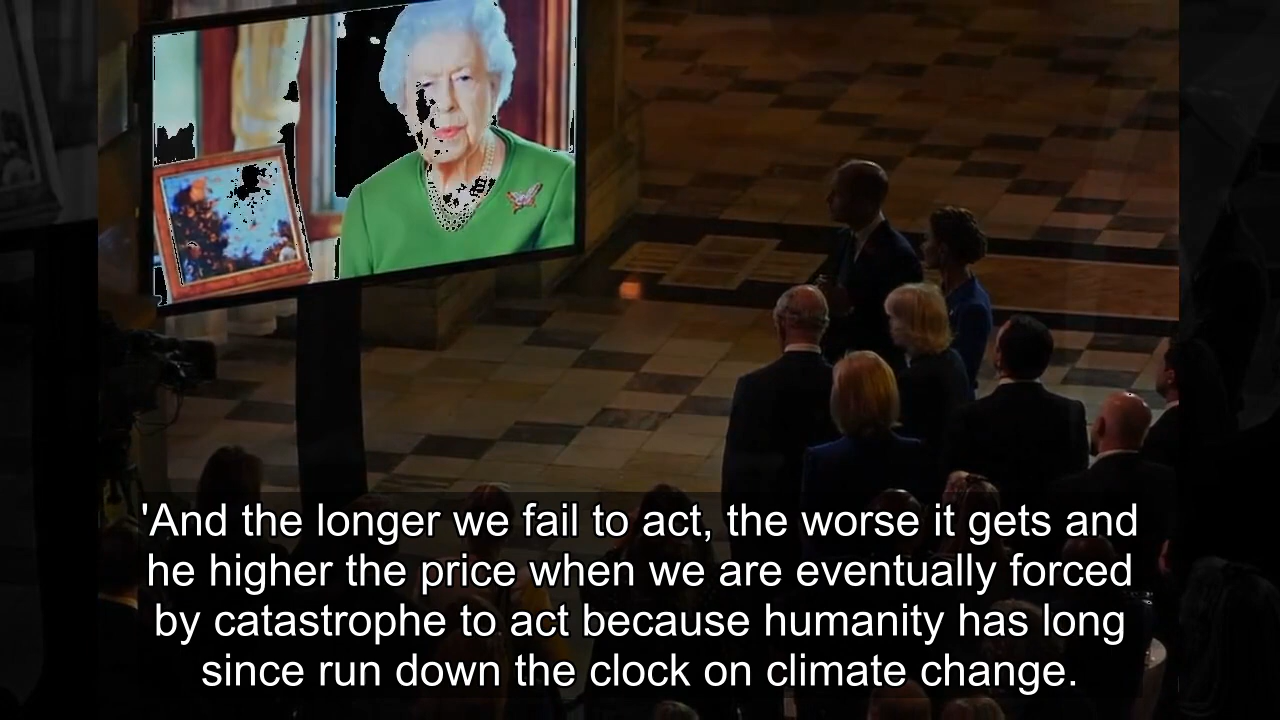 'And the longer we fail to act, the worse it gets and
he higher the price when we are eventually forced
by catastrophe to act because humanity has long
since run down the clock on climate change.